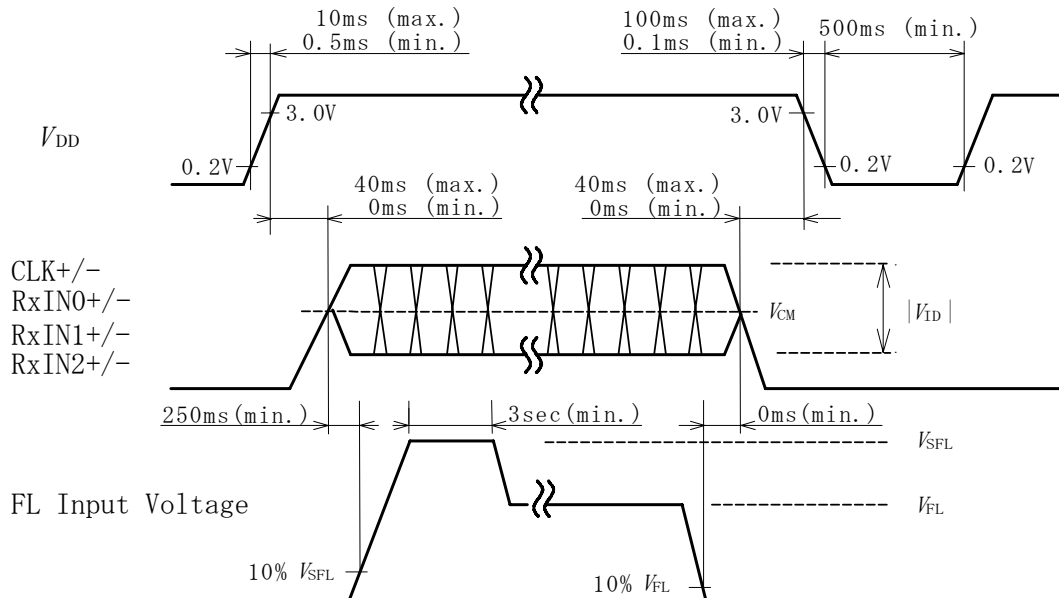 10ms (max.)
0.5ms (min.)
100ms (max.)
0.1ms (min.)
500ms (min.)
VDD
3.0V
3.0V
0.2V
0.2V
0.2V
40ms (max.)
0ms (min.)
40ms (max.)
0ms (min.)
CLK+/-
RxIN0+/-
RxIN1+/-
RxIN2+/-
VCM
|VID|
250ms(min.)
3sec(min.)
0ms(min.)
VSFL
FL Input Voltage
VFL
10% VSFL
10% VFL